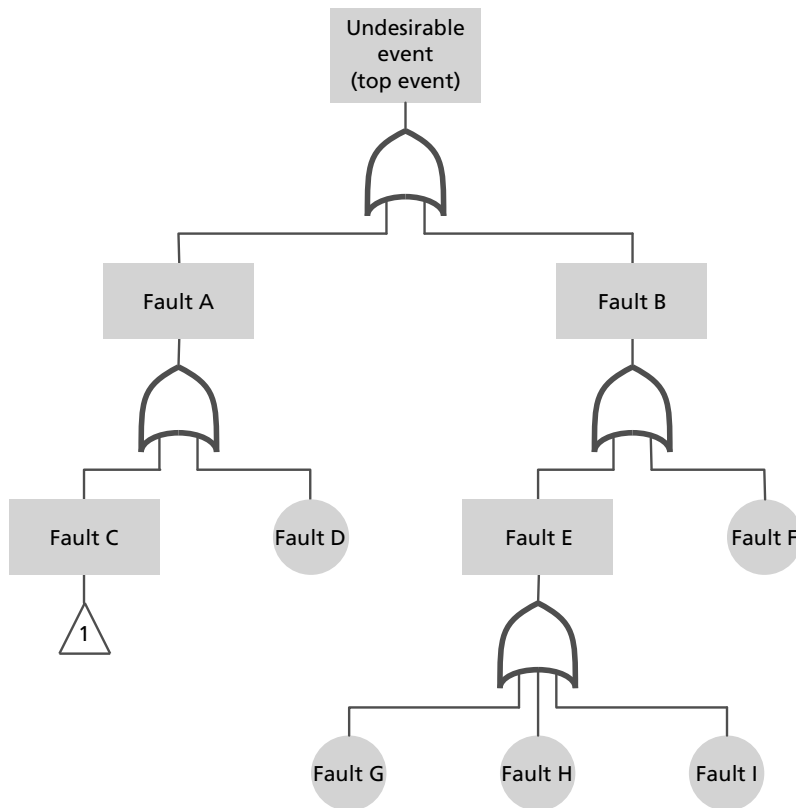 Undesirable
event
(top event)
Fault A
Fault B
Fault C
Fault D
Fault E
Fault F
1
Fault G
Fault H
Fault I